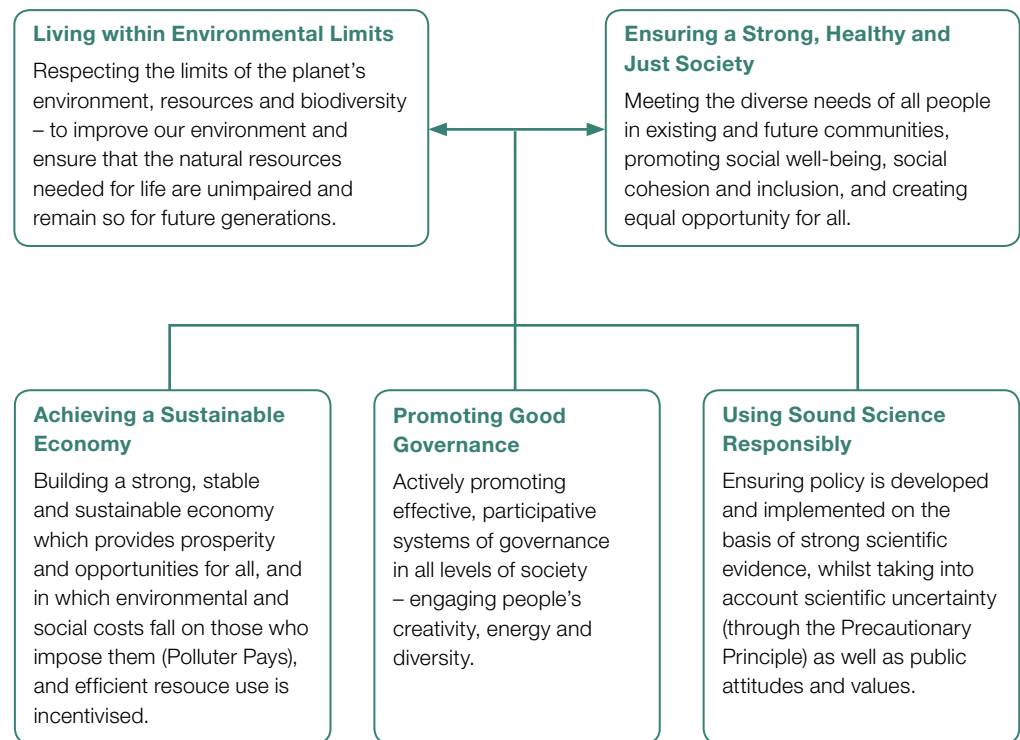 Living within Environmental Limits
Respecting the limits of the planet’s
environment, resources and biodiversity
– to improve our environment and
ensure that the natural resources
needed for life are unimpaired and
remain so for future generations.
Ensuring a Strong, Healthy and
Just Society
Meeting the diverse needs of all people
in existing and future communities,
promoting social well-being, social
cohesion and inclusion, and creating
equal opportunity for all.
Achieving a Sustainable
Economy
Building a strong, stable
and sustainable economy
which provides prosperity
and opportunities for all, and
in which environmental and
social costs fall on those who
impose them (Polluter Pays),
and efficient resouce use is
incentivised.
Promoting Good
Governance
Actively promoting
effective, participative
systems of governance
in all levels of society
– engaging people’s
creativity, energy and
diversity.
Using Sound Science
Responsibly
Ensuring policy is developed
and implemented on the
basis of strong scientific
evidence, whilst taking into
account scientific uncertainty
(through the Precautionary
Principle) as well as public
attitudes and values.